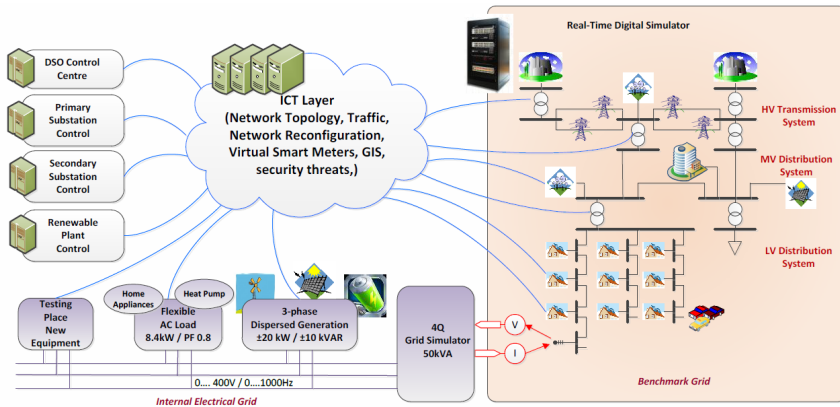 Real-Time Digital Simulator
DSO Control
Centre
Primary
Substation
Control
Secondary
Substation
Control
Renewable
Plant
Control
ICT Layer
(Network Topology, Traffic,
Network Reconfiguration,
Virtual Smart Meters, GIS,
security threats,)
HV Transmission
System
MV Distribution
System
LV Distribution
System
Testing
Place
New
Equipment
Home
Appliances
Heat Pump
Flexible
AC Load
8.4kW / PF 0.8
3-phase
Dispersed Generation
±20 kW / ±10 kVAR
4Q
Grid Simulator
50kVA
V
I
0.... 400V / 0....1000Hz
Internal Electrical Grid
Benchmark Grid